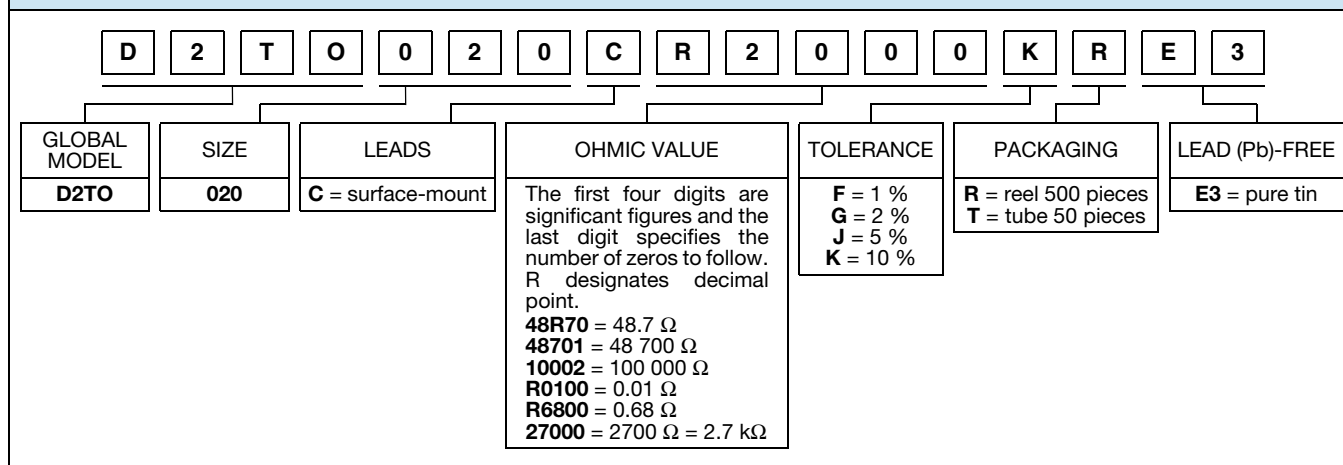 D 2 T O 0 2 0 C R 2 0 0 0 K R E 3
GLOBAL
MODEL
D2TO
SIZE
020
LEADS
C = surface-mount
OHMIC VALUE
The first four digits are
significant figures and the
last digit specifies the
number of zeros to follow.
R designates decimal
point.
48R70 = 48.7 Ω
48701 = 48 700 Ω
10002 = 100 000 Ω
R0100 = 0.01 Ω
R6800 = 0.68 Ω
27000 = 2700 Ω = 2.7 kΩ
TOLERANCE
F = 1 %
G = 2 %
J = 5 %
K = 10 %
PACKAGING
R = reel 500 pieces
T = tube 50 pieces
LEAD (Pb)-FREE
E3 = pure tin